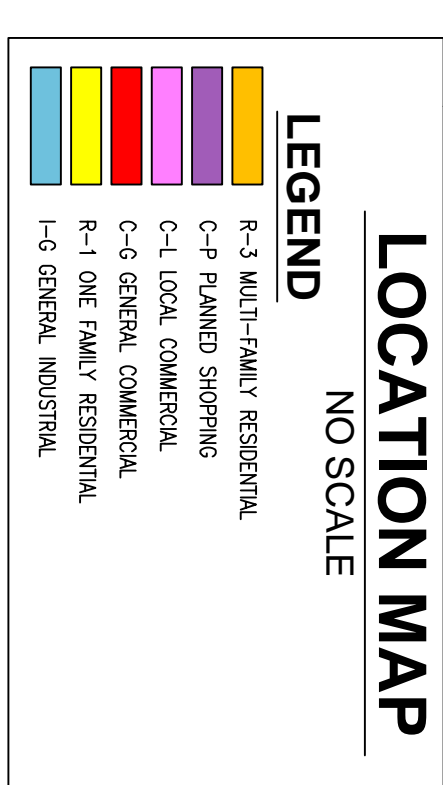 LOCATION MAP
NO SCALE
LEGEND
R-3 MULTI-FAMILY RESIDENTIAL
C-P PLANNED SHOPPING
C-L LOCAL COMMERCIAL
C-G GENERAL COMMERCIAL
R-1 ONE FAMILY RESIDENTIAL
I-G GENERAL INDUSTRIAL